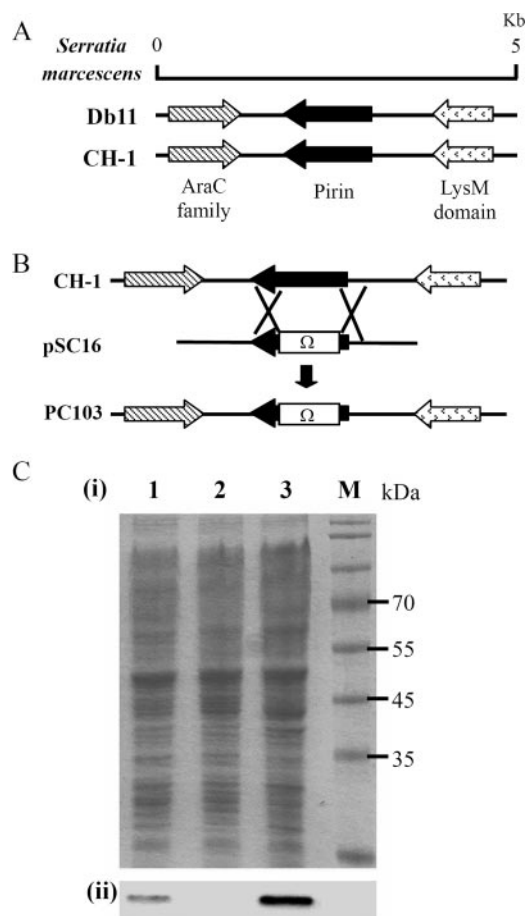 A
Kb
Serratia 0 5
marcescens
Db11
CH-1
AraC Pirin LysM
family domain
B
CH-1
pSC16 Ω
PC103 Ω
C
(i) 1 2 3 M kDa
70
55
45
35
(ii)